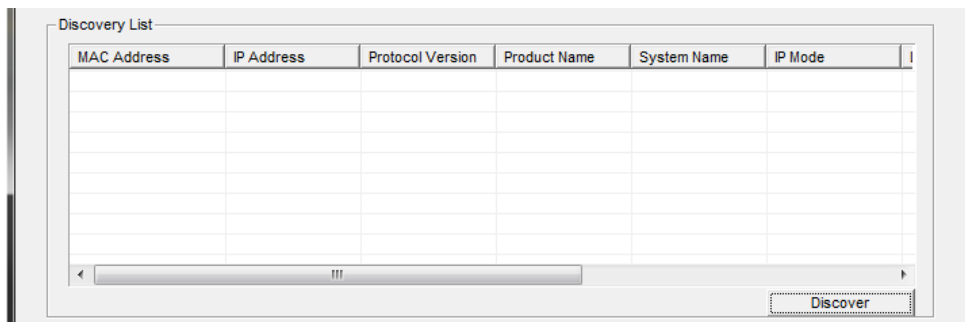 Discovery List
MAC Address IP Address Protocol Version Product Name System Name IP Mode
Discover